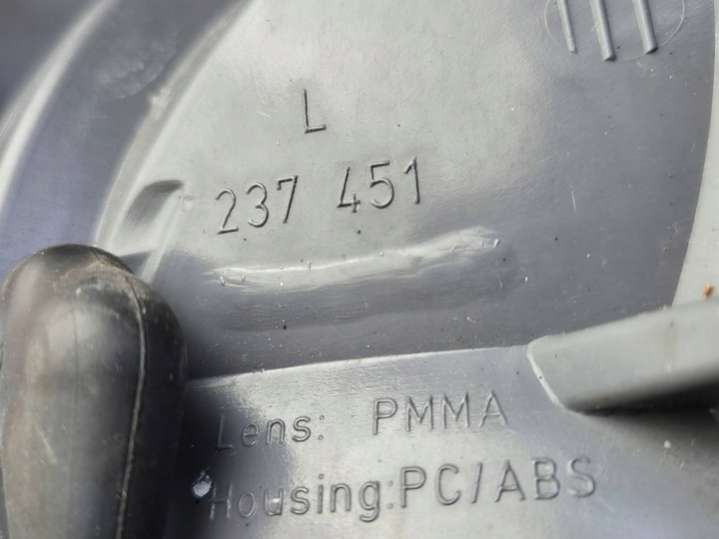 L
237 451
Lens: PMMA
Housing:PC/ABS